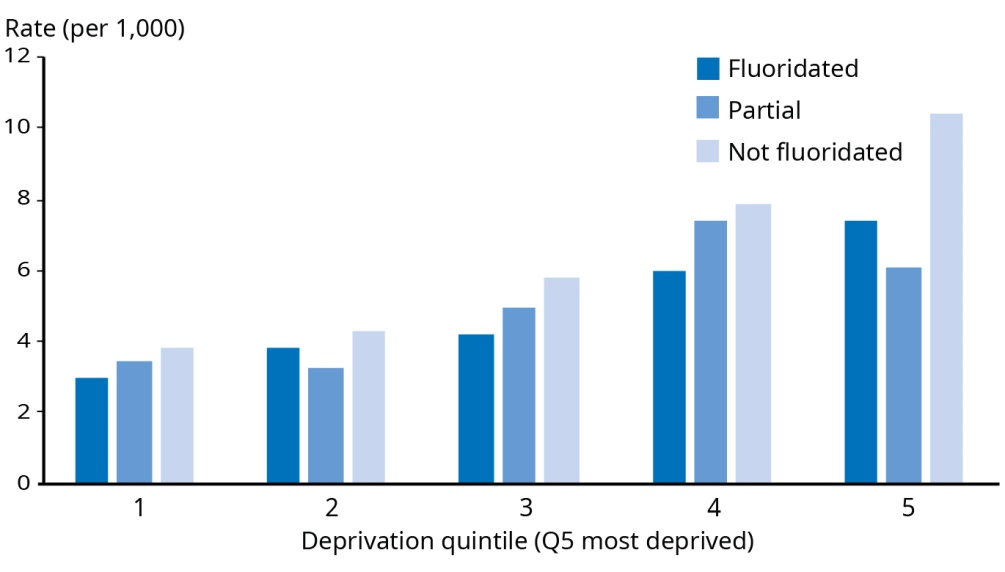 Rate (per 1,000)
12
10
8
6
4
2
0
Fluoridated
Partial
Not fluoridated
1 2 3 4 5
Deprivation quintile (Q5 most deprived)